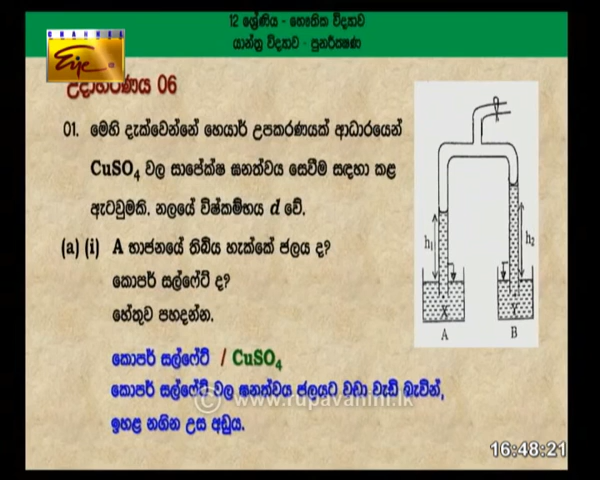 12 ශ්‍රේණිය - භෞතික විද්‍යාව
යාන්ත්‍ර විද්‍යාව - පුනරීක්ෂණ
CHANNEL
Eye
උදාහරණය 06
01. මෙහි දැක්වෙන්නේ හෙයාර් උපකරණයක් ආධාරයෙන්
CuSO4 වල සාපේක්ෂ ඝනත්වය සෙවීම සඳහා කළ
ඇටවුමකි. නලයේ විෂ්කම්භය d වේ.
(a) (i) A භාජනයේ තිබිය හැක්කේ ජලය ද?
කොපර් සල්ෆේට් ද?
හේතුව පහදන්න.
කොපර් සල්ෆේට් / CuSO4
කොපර් සල්ෆේට් වල ඝනත්වය ජලයට වඩා වැඩි බැවින්,
ඉහළ නගින උස අඩුය.
h1
h2
X
Y
A
B
© www.rupavahini.lk
16:48:21